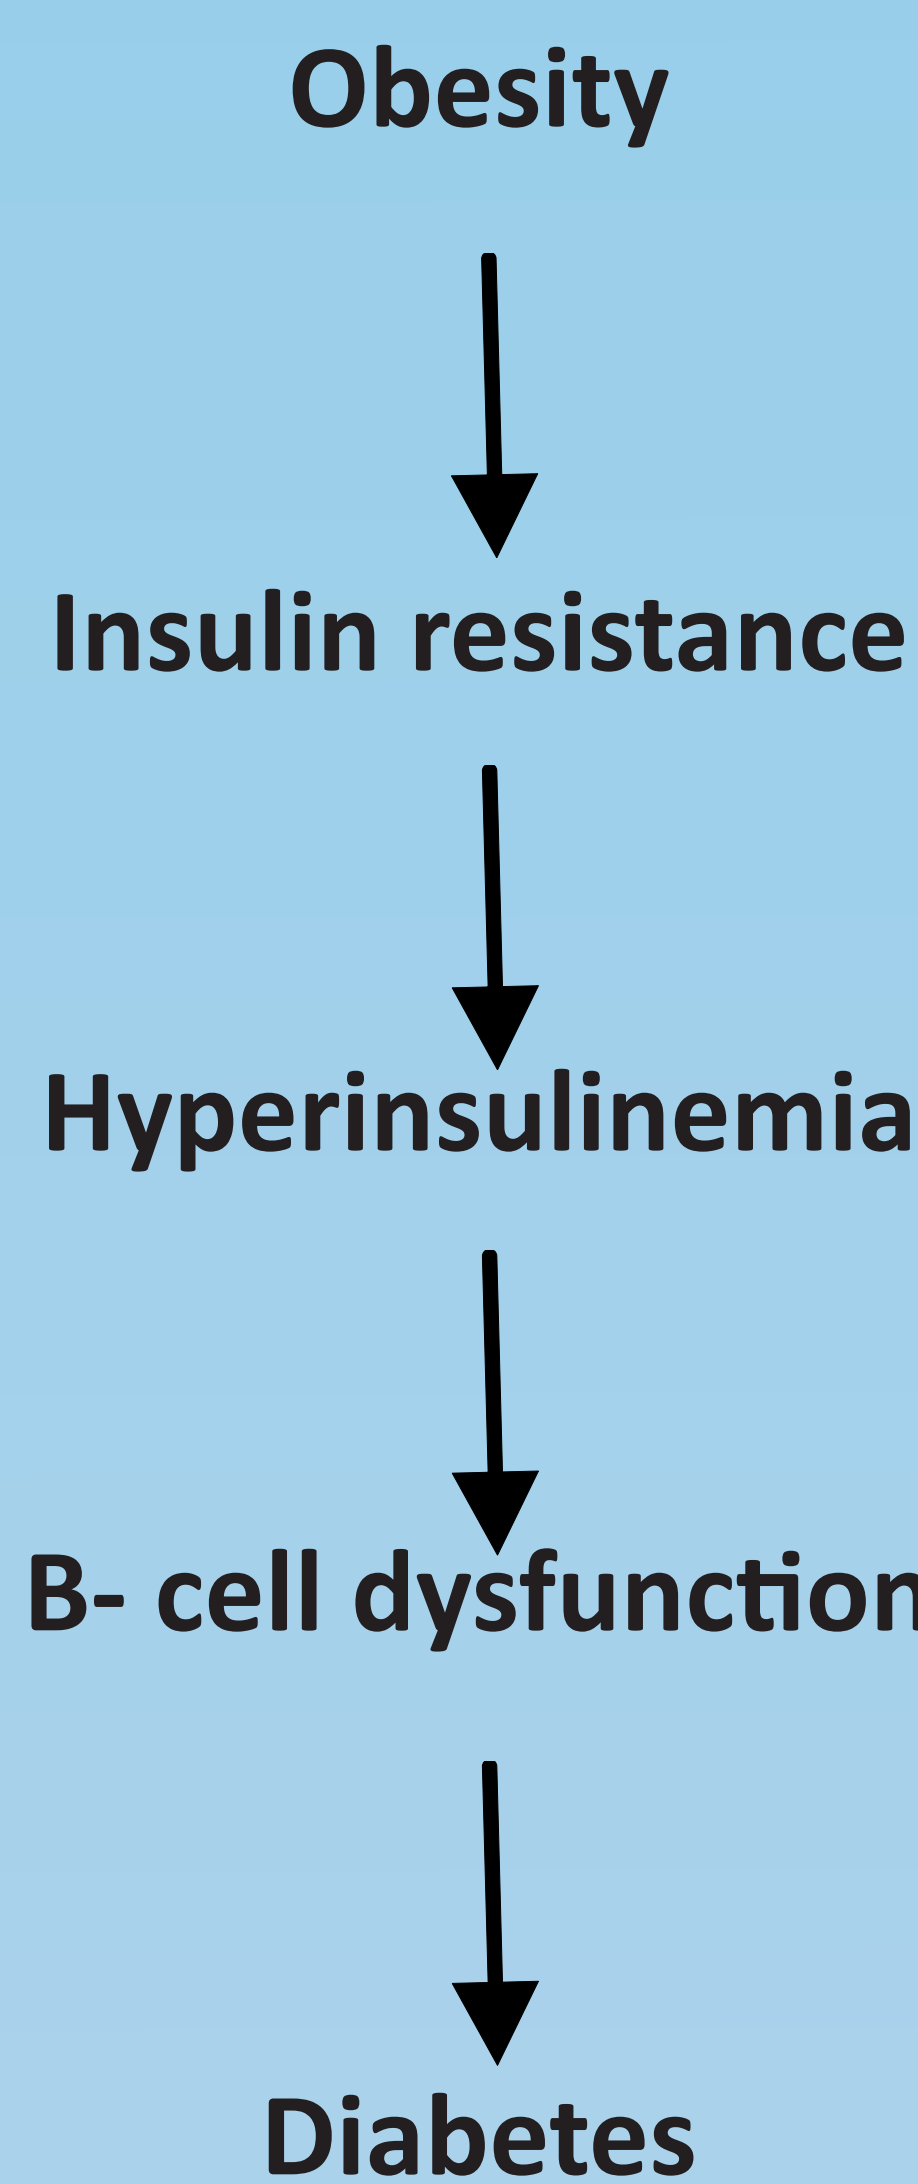 Obesity
Insulin resistance
Hyperinsulinemia
B- cell dysfunction
Diabetes